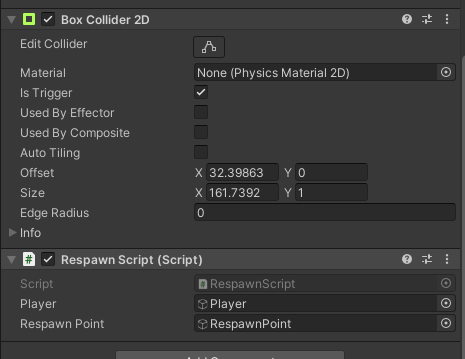 Box Collider 2D
Edit Collider
Material None (Physics Material 2D)
Is Trigger
Used By Effector
Used By Composite
Auto Tiling
Offset X 32.39863 Y 0
Size X 161.7392 Y 1
Edge Radius 0
Info
# Respawn Script (Script)
Script # RespawnScript
Player Player
Respawn Point RespawnPoint